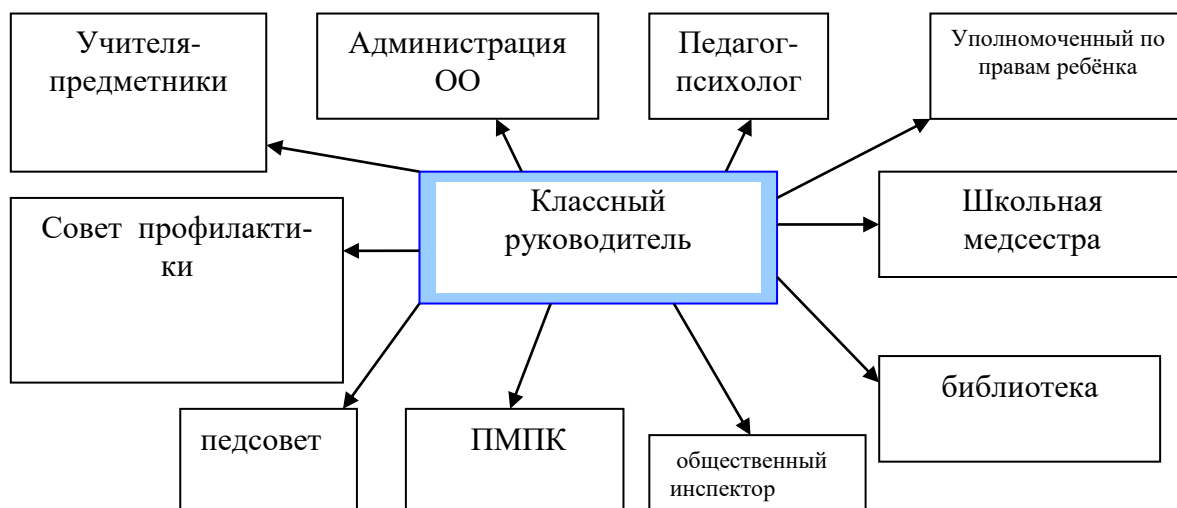 Учителя-
предметники
Администрация
ОО
Педагог-
психолог
Уполномоченный по
правам ребёнка
Классный
руководитель
Школьная
медсестра
Совет профилакти-
ки
библиотека
педсовет
ПМПК
общественный
инспектор